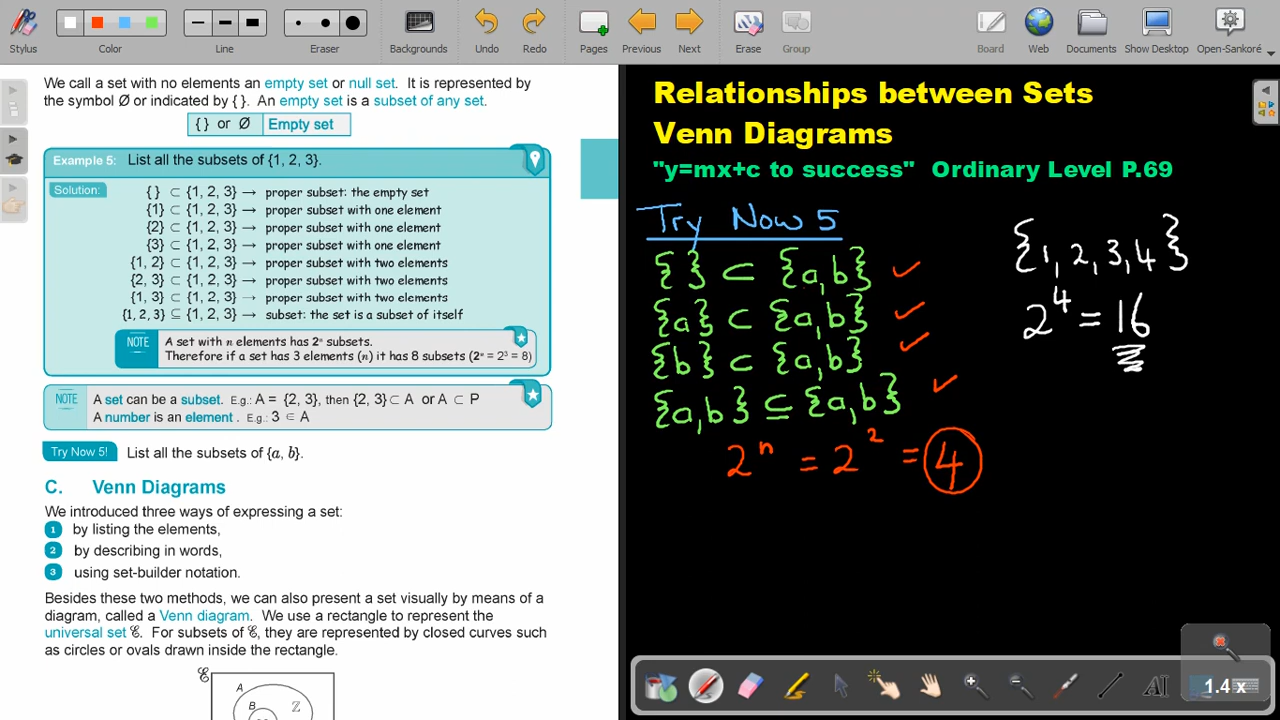 Stylus
Color
Line
Eraser
Backgrounds
Undo
Redo
Pages
Previous
Next
Erase
Group
Board
Web
Documents
Show Desktop
Open-Sankoré
We call a set with no elements an empty set or null set. It is represented by
the symbol Ø or indicated by { }. An empty set is a subset of any set.
{ } or Ø Empty set
Example 5: List all the subsets of {1, 2, 3}.
Solution:
{ } ⊂ {1, 2, 3} → proper subset: the empty set
{1} ⊂ {1, 2, 3} → proper subset with one element
{2} ⊂ {1, 2, 3} → proper subset with one element
{3} ⊂ {1, 2, 3} → proper subset with one element
{1, 2} ⊂ {1, 2, 3} → proper subset with two elements
{2, 3} ⊂ {1, 2, 3} → proper subset with two elements
{1, 3} ⊂ {1, 2, 3} → proper subset with two elements
{1, 2, 3} ⊆ {1, 2, 3} → subset: the set is a subset of itself
NOTE
A set with n elements has 2ⁿ subsets.
Therefore if a set has 3 elements (n) it has 8 subsets (2ⁿ = 2³ = 8)
NOTE
A set can be a subset. E.g.: A = {2, 3}, then {2, 3} ⊂ A or A ⊂ P
A number is an element. E.g.: 3 ∈ A
Try Now 5! List all the subsets of {a, b}.
C. Venn Diagrams
We introduced three ways of expressing a set:
1 by listing the elements,
2 by describing in words,
3 using set-builder notation.
Besides these two methods, we can also present a set visually by means of a
diagram, called a Venn diagram. We use a rectangle to represent the
universal set ℰ. For subsets of ℰ, they are represented by closed curves such
as circles or ovals drawn inside the rectangle.
ℰ
A
B
ℤ
Relationships between Sets
Venn Diagrams
"y=mx+c to success" Ordinary Level P.69
Try Now 5
{ } ⊂ {a,b} ✓
{a} ⊂ {a,b} ✓
{b} ⊂ {a,b} ✓
{a,b} ⊆ {a,b} ✓
2ⁿ = 2² = 4
{1,2,3,4}
2⁴ = 16
1.4 x